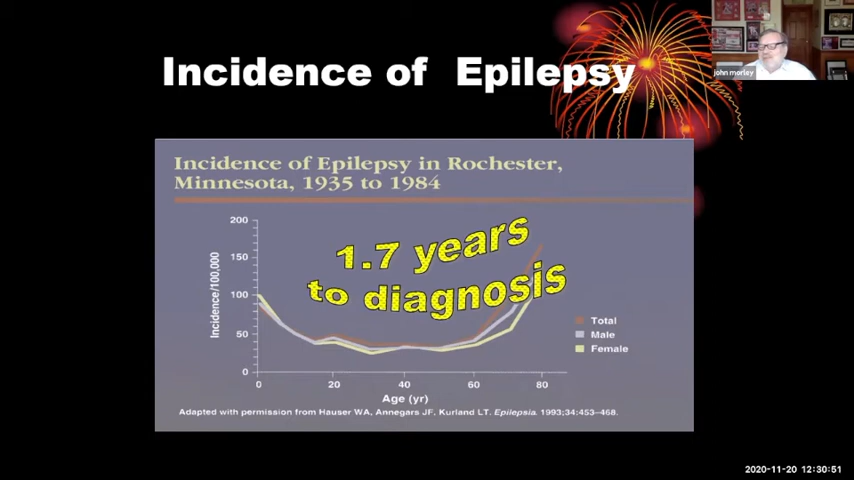 Incidence of Epilepsy
john morley
Incidence of Epilepsy in Rochester,
Minnesota, 1935 to 1984
1.7 years
to diagnosis
200
150
100
50
0
Incidence/100,000
0 20 40 60 80
Age (yr)
Total
Male
Female
Adapted with permission from Hauser WA, Annegars JF, Kurland LT. Epilepsia. 1993;34:453–468.
2020-11-20 12:30:51